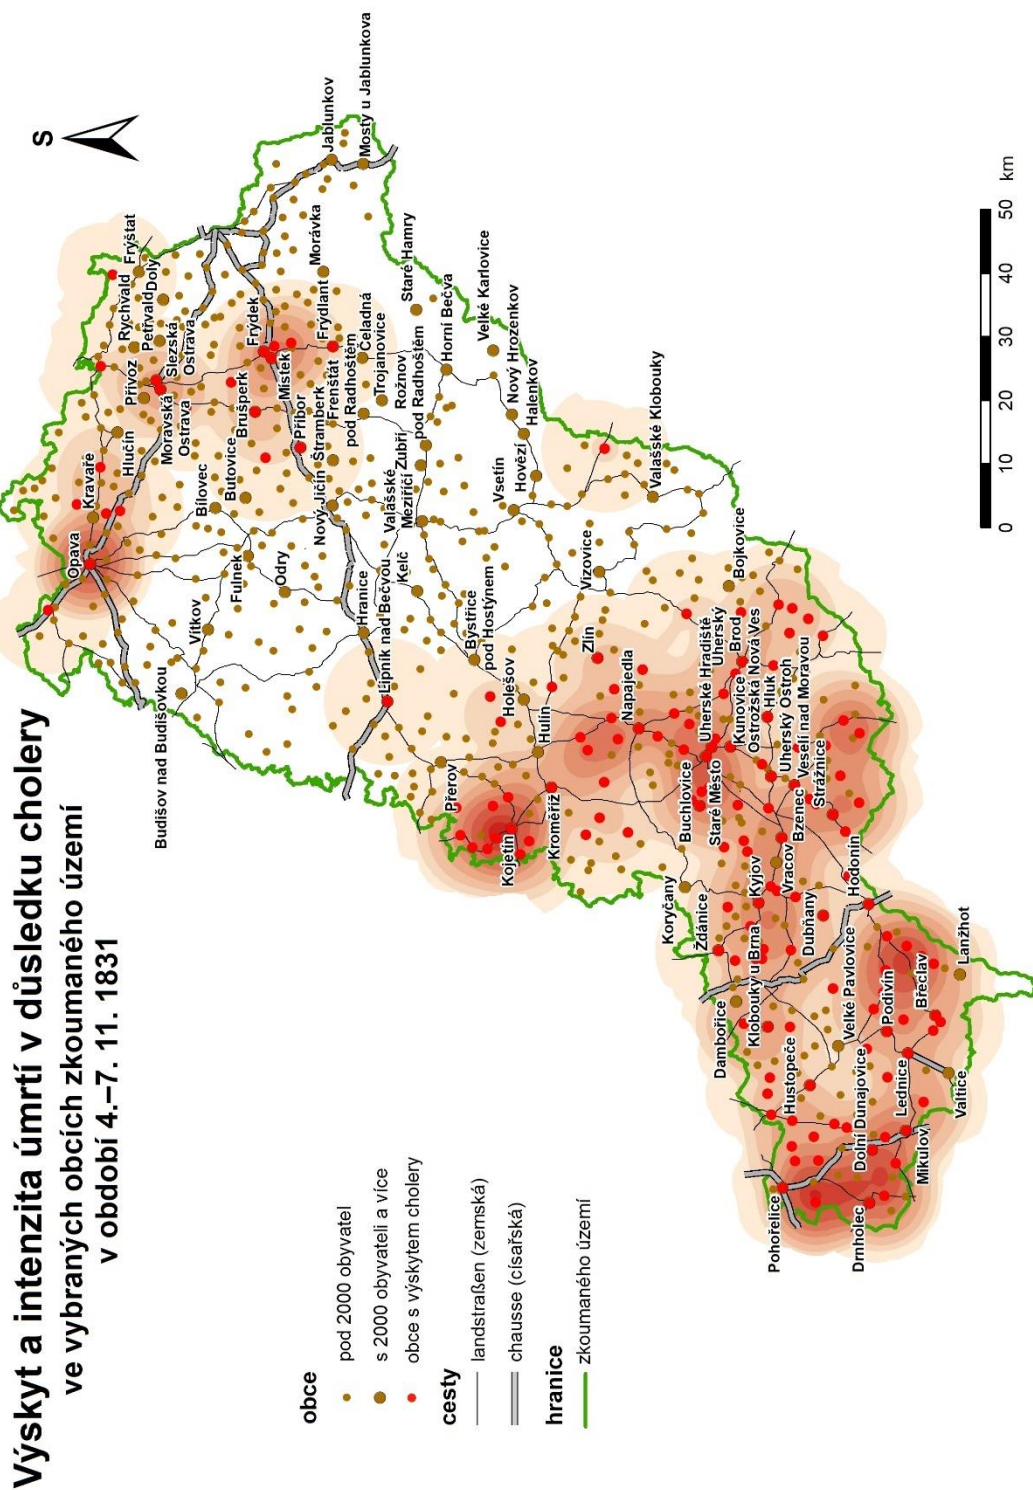 Výskyt a intenzita úmrtí v důsledku cholery
ve vybraných obcích zkoumaného území
v období 4.–7. 11. 1831
S
obce
pod 2000 obyvatel
s 2000 obyvateli a více
obce s výskytem cholery
cesty
landstraßen (zemská)
chausse (císařská)
hranice
zkoumaného území
Opava
Kravaře
Hlučín
Přívoz
Rychvald
Petřvald
Doly
Fryštat
Moravská
Ostrava
Slezská
Ostrava
Budišov nad Budišovkou
Vítkov
Bílovec
Butovice
Fulnek
Odry
Brušperk
Frýdek
Místek
Příbor
Štramberk
Nový Jičín
Frenštát
pod Radhoštěm
Frýdlant
Morávka
Jablunkov
Mosty u Jablunkova
Čeladná
Trojanovice
Staré Hamry
Rožnov
pod Radhoštěm
Zubří
Valašské
Meziříčí
Horní Bečva
Velké Karlovice
Nový Hrozenkov
Halenkov
Hovězí
Vsetín
Valašské Klobouky
Hranice
Lipník nad Bečvou
Kelč
Bystřice
pod Hostýnem
Přerov
Holešov
Hulín
Kojetín
Kroměříž
Zlín
Vizovice
Napajedla
Bojkovice
Uherský
Brod
Uherské Hradiště
Kunovice
Ostrožská Nová Ves
Hluk
Uherský Ostroh
Veselí nad Moravou
Strážnice
Bzenec
Buchlovice
Staré Město
Koryčany
Ždánice
Kyjov
Vracov
Hodonín
Dubňany
Dambořice
Klobouky u Brna
Velké Pavlovice
Hustopeče
Podivín
Břeclav
Lanžhot
Lednice
Valtice
Dolní Dunajovice
Mikulov
Pohořelice
Drnholec
0 10 20 30 40 50
km